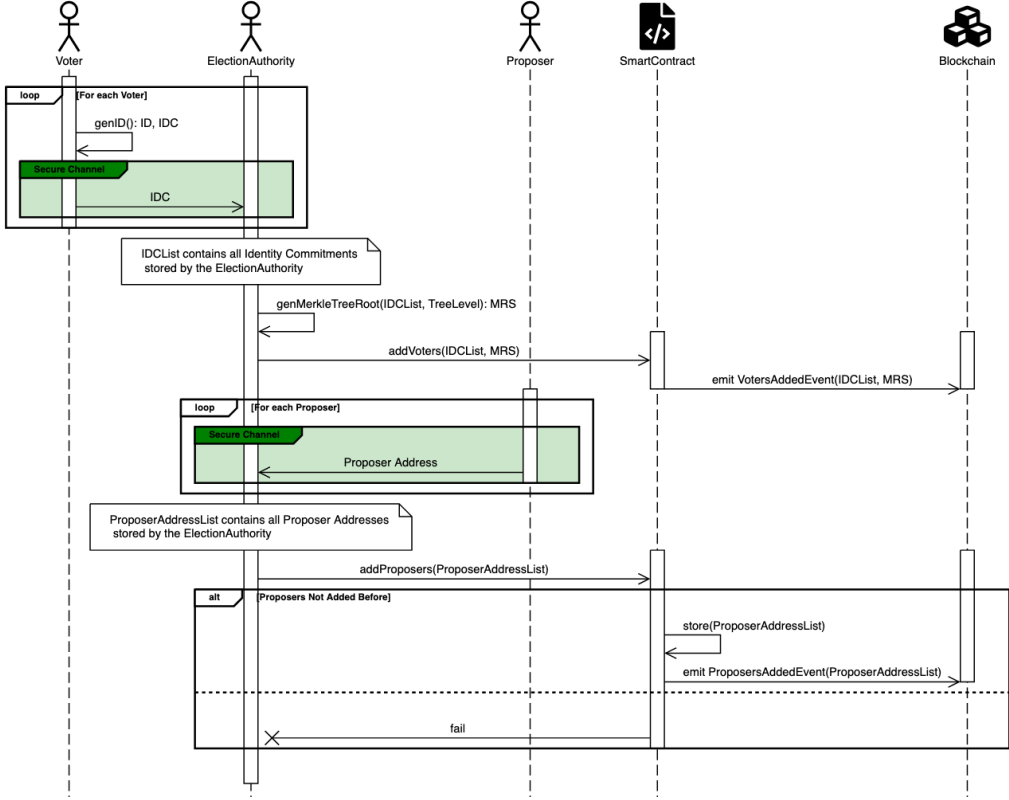 Voter
ElectionAuthority
Proposer
SmartContract
Blockchain
loop
[For each Voter]
genID(): ID, IDC
Secure Channel
IDC
IDCList contains all Identity Commitments
stored by the ElectionAuthority
genMerkleTreeRoot(IDCList, TreeLevel): MRS
addVoters(IDCList, MRS)
emit VotersAddedEvent(IDCList, MRS)
loop
[For each Proposer]
Secure Channel
Proposer Address
ProposerAddressList contains all Proposer Addresses
stored by the ElectionAuthority
addProposers(ProposerAddressList)
alt
[Proposers Not Added Before]
store(ProposerAddressList)
emit ProposersAddedEvent(ProposerAddressList)
fail